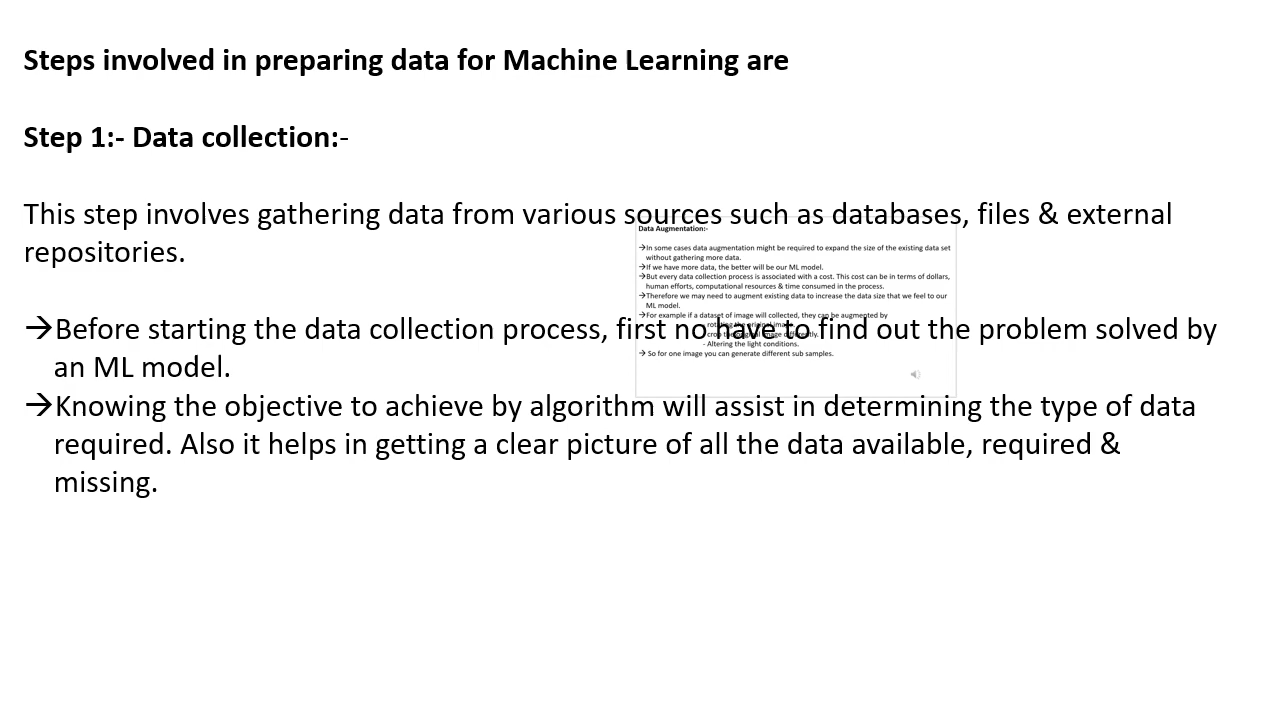 Steps involved in preparing data for Machine Learning are
Step 1:- Data collection:-
This step involves gathering data from various sources such as databases, files & external
repositories.
→Before starting the data collection process, first no have to find out the problem solved by
an ML model.
→Knowing the objective to achieve by algorithm will assist in determining the type of data
required. Also it helps in getting a clear picture of all the data available, required &
missing.
Data Augmentation:-
→In some cases data augmentation might be required to expand the size of the existing data set
without gathering more data.
→If we have more data, the better will be our ML model.
→But every data collection process is associated with a cost. This cost can be in terms of dollars,
human efforts, computational resources & time consumed in the process.
→Therefore we may need to augment existing data to increase the data size that we feel to our
ML model.
→For example if a dataset of image will collected, they can be augmented by
rotating the original
crop the original image differently.
- Altering the light conditions.
→ So for one image you can generate different sub samples.